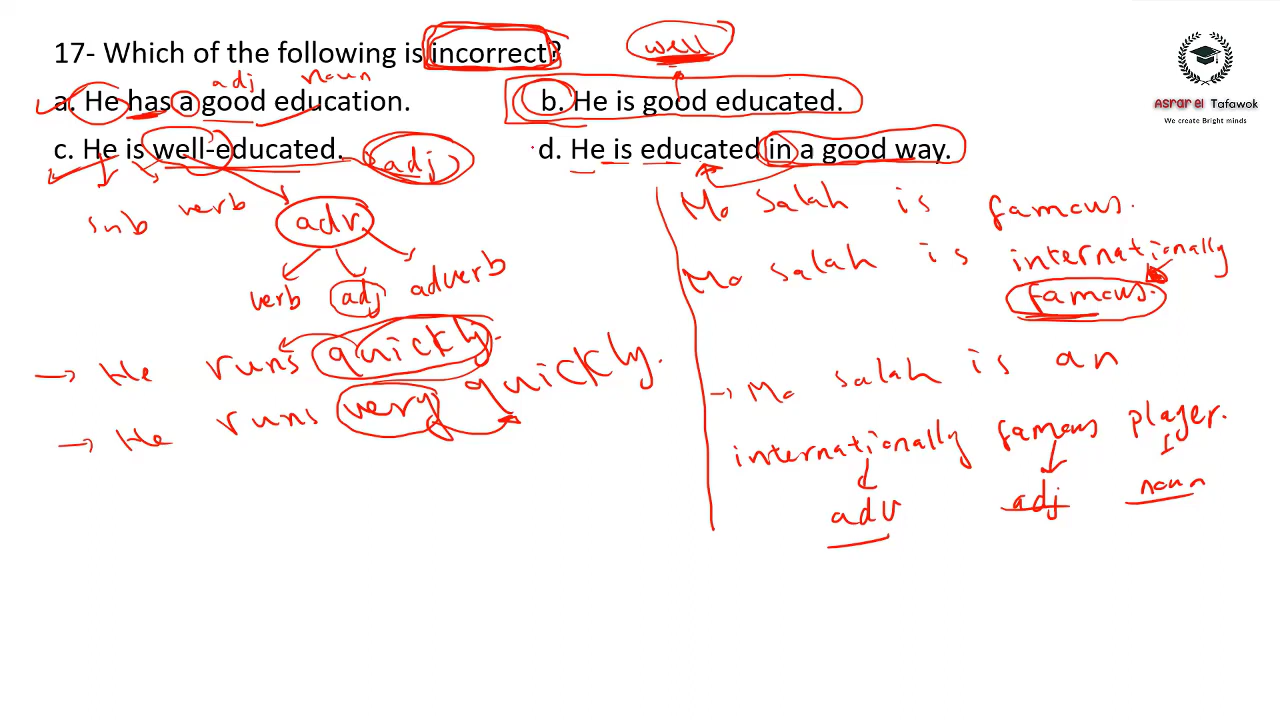 17- Which of the following is incorrect?
well
adj noun
a. He has a good education. b. He is good educated.
c. He is well-educated. adj d. He is educated in a good way.
sub verb adv.
verb adj adverb
→ He runs quickly.
→ He runs very quickly.
Mo Salah is famous.
Mo Salah is internationally
famous.
→ Mo Salah is an
internationally famous player.
adv adj noun
ASRAR El Tafawok
We create Bright minds